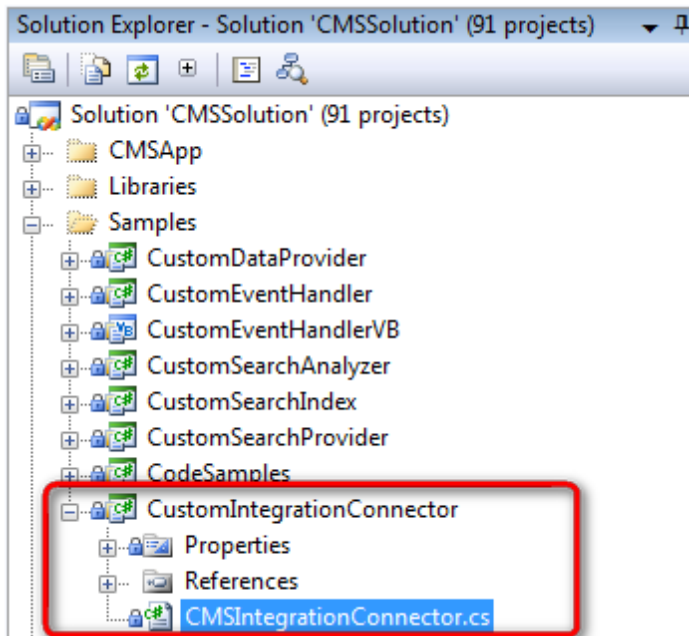 Solution Explorer - Solution 'CMSSolution' (91 projects)
Solution 'CMSSolution' (91 projects)
CMSApp
Libraries
Samples
CustomDataProvider
CustomEventHandler
CustomEventHandlerVB
CustomSearchAnalyzer
CustomSearchIndex
CustomSearchProvider
CodeSamples
CustomIntegrationConnector
Properties
References
CMSIntegrationConnector.cs